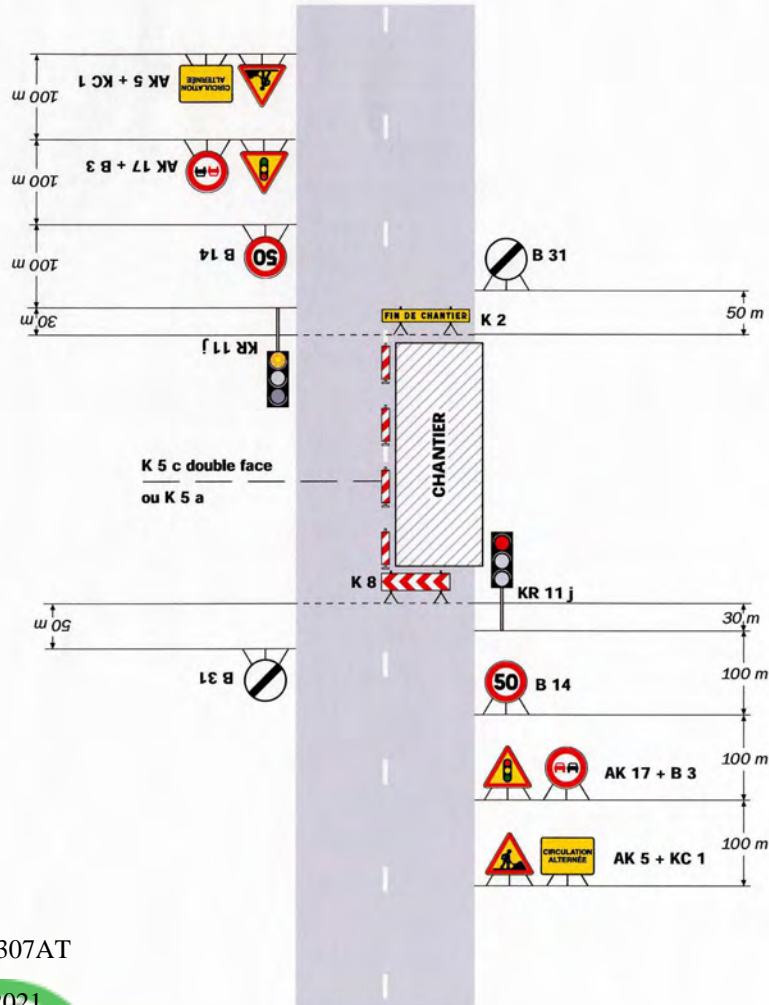 AK 5 + KC 1
CIRCULATION
ALTERNÉE
100 m
AK 17 + B 3
100 m
B 14
50
100 m
B 31
30 m
FIN DE CHANTIER
K 2
50 m
KR 11 j
CHANTIER
K 5 c double face
ou K 5 a
K 8
KR 11 j
50 m
30 m
B 31
50
B 14
100 m
AK 17 + B 3
100 m
CIRCULATION
ALTERNÉE
AK 5 + KC 1
100 m
307AT